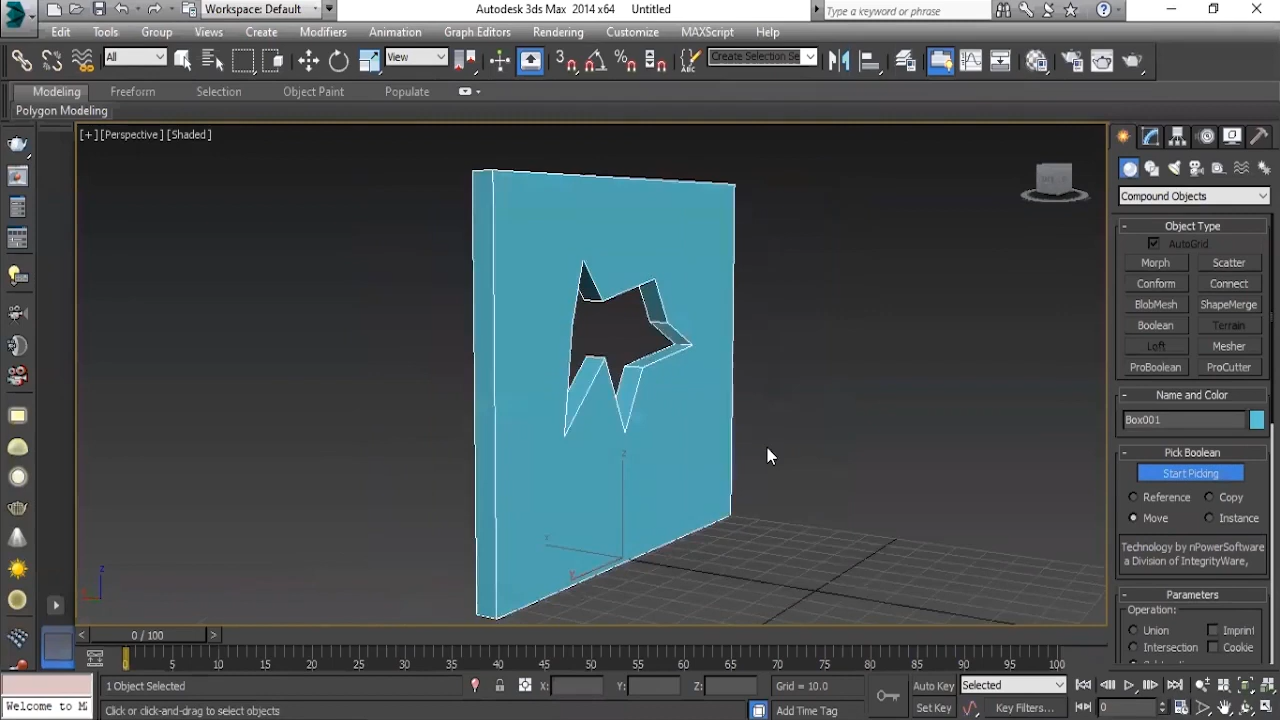 Workspace: Default
Autodesk 3ds Max 2014 x64
Untitled
Type a keyword or phrase
Edit Tools Group Views Create Modifiers Animation Graph Editors Rendering Customize MAXScript Help
All
View
3
Create Selection Se
Modeling Freeform Selection Object Paint Populate
Polygon Modeling
[+][Perspective][Shaded]
Compound Objects
- Object Type
AutoGrid
Morph Scatter
Conform Connect
BlobMesh ShapeMerge
Boolean Terrain
Loft Mesher
ProBoolean ProCutter
- Name and Color
Box001
- Pick Boolean
Start Picking
Reference Copy
Move Instance
Technology by nPowerSoftware
a Division of IntegrityWare,
- Parameters
Operation:
Union Imprint
Intersection Cookie
z
x
y
z
< 0 / 100 >
0 5 10 15 20 25 30 35 40 45 50 55 60 65 70 75 80 85 90 95 100
1 Object Selected X: Y: Z: Grid = 10.0 Auto Key Selected
Welcome to M Click or click-and-drag to select objects Add Time Tag Set Key Key Filters... 0